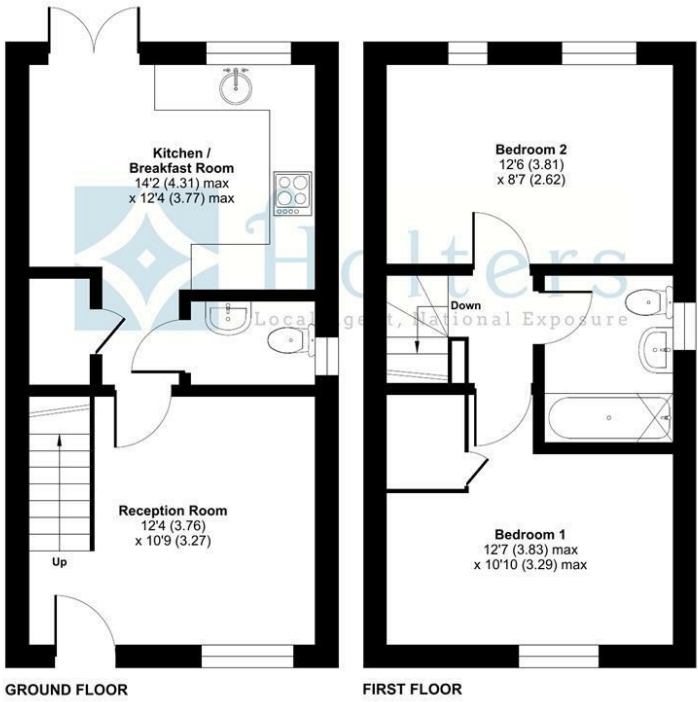 Kitchen /
Breakfast Room
14'2 (4.31) max
x 12'4 (3.77) max
Reception Room
12'4 (3.76)
x 10'9 (3.27)
Up
GROUND FLOOR
Bedroom 2
12'6 (3.81)
x 8'7 (2.62)
Down
Holters
Local Agent, National Exposure
Bedroom 1
12'7 (3.83) max
x 10'10 (3.29) max
FIRST FLOOR